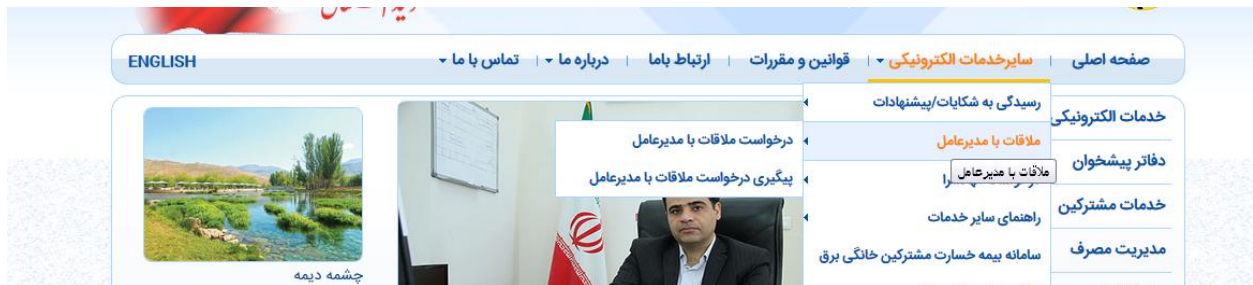 صفحه اصلی
سایرخدمات الکترونیکی
قوانین و مقررات
ارتباط باما
درباره ما
تماس با ما
ENGLISH
خدمات الکترونیکی
دفاتر پیشخوان
خدمات مشترکین
مدیریت مصرف
رسیدگی به شکایات/پیشنهادات
ملاقات با مدیرعامل
ملاقات با مدیرعامل
راهنمای سایر خدمات
سامانه بیمه خسارت مشترکین خانگی برق
درخواست ملاقات با مدیرعامل
پیگیری درخواست ملاقات با مدیرعامل
چشمه دیمه